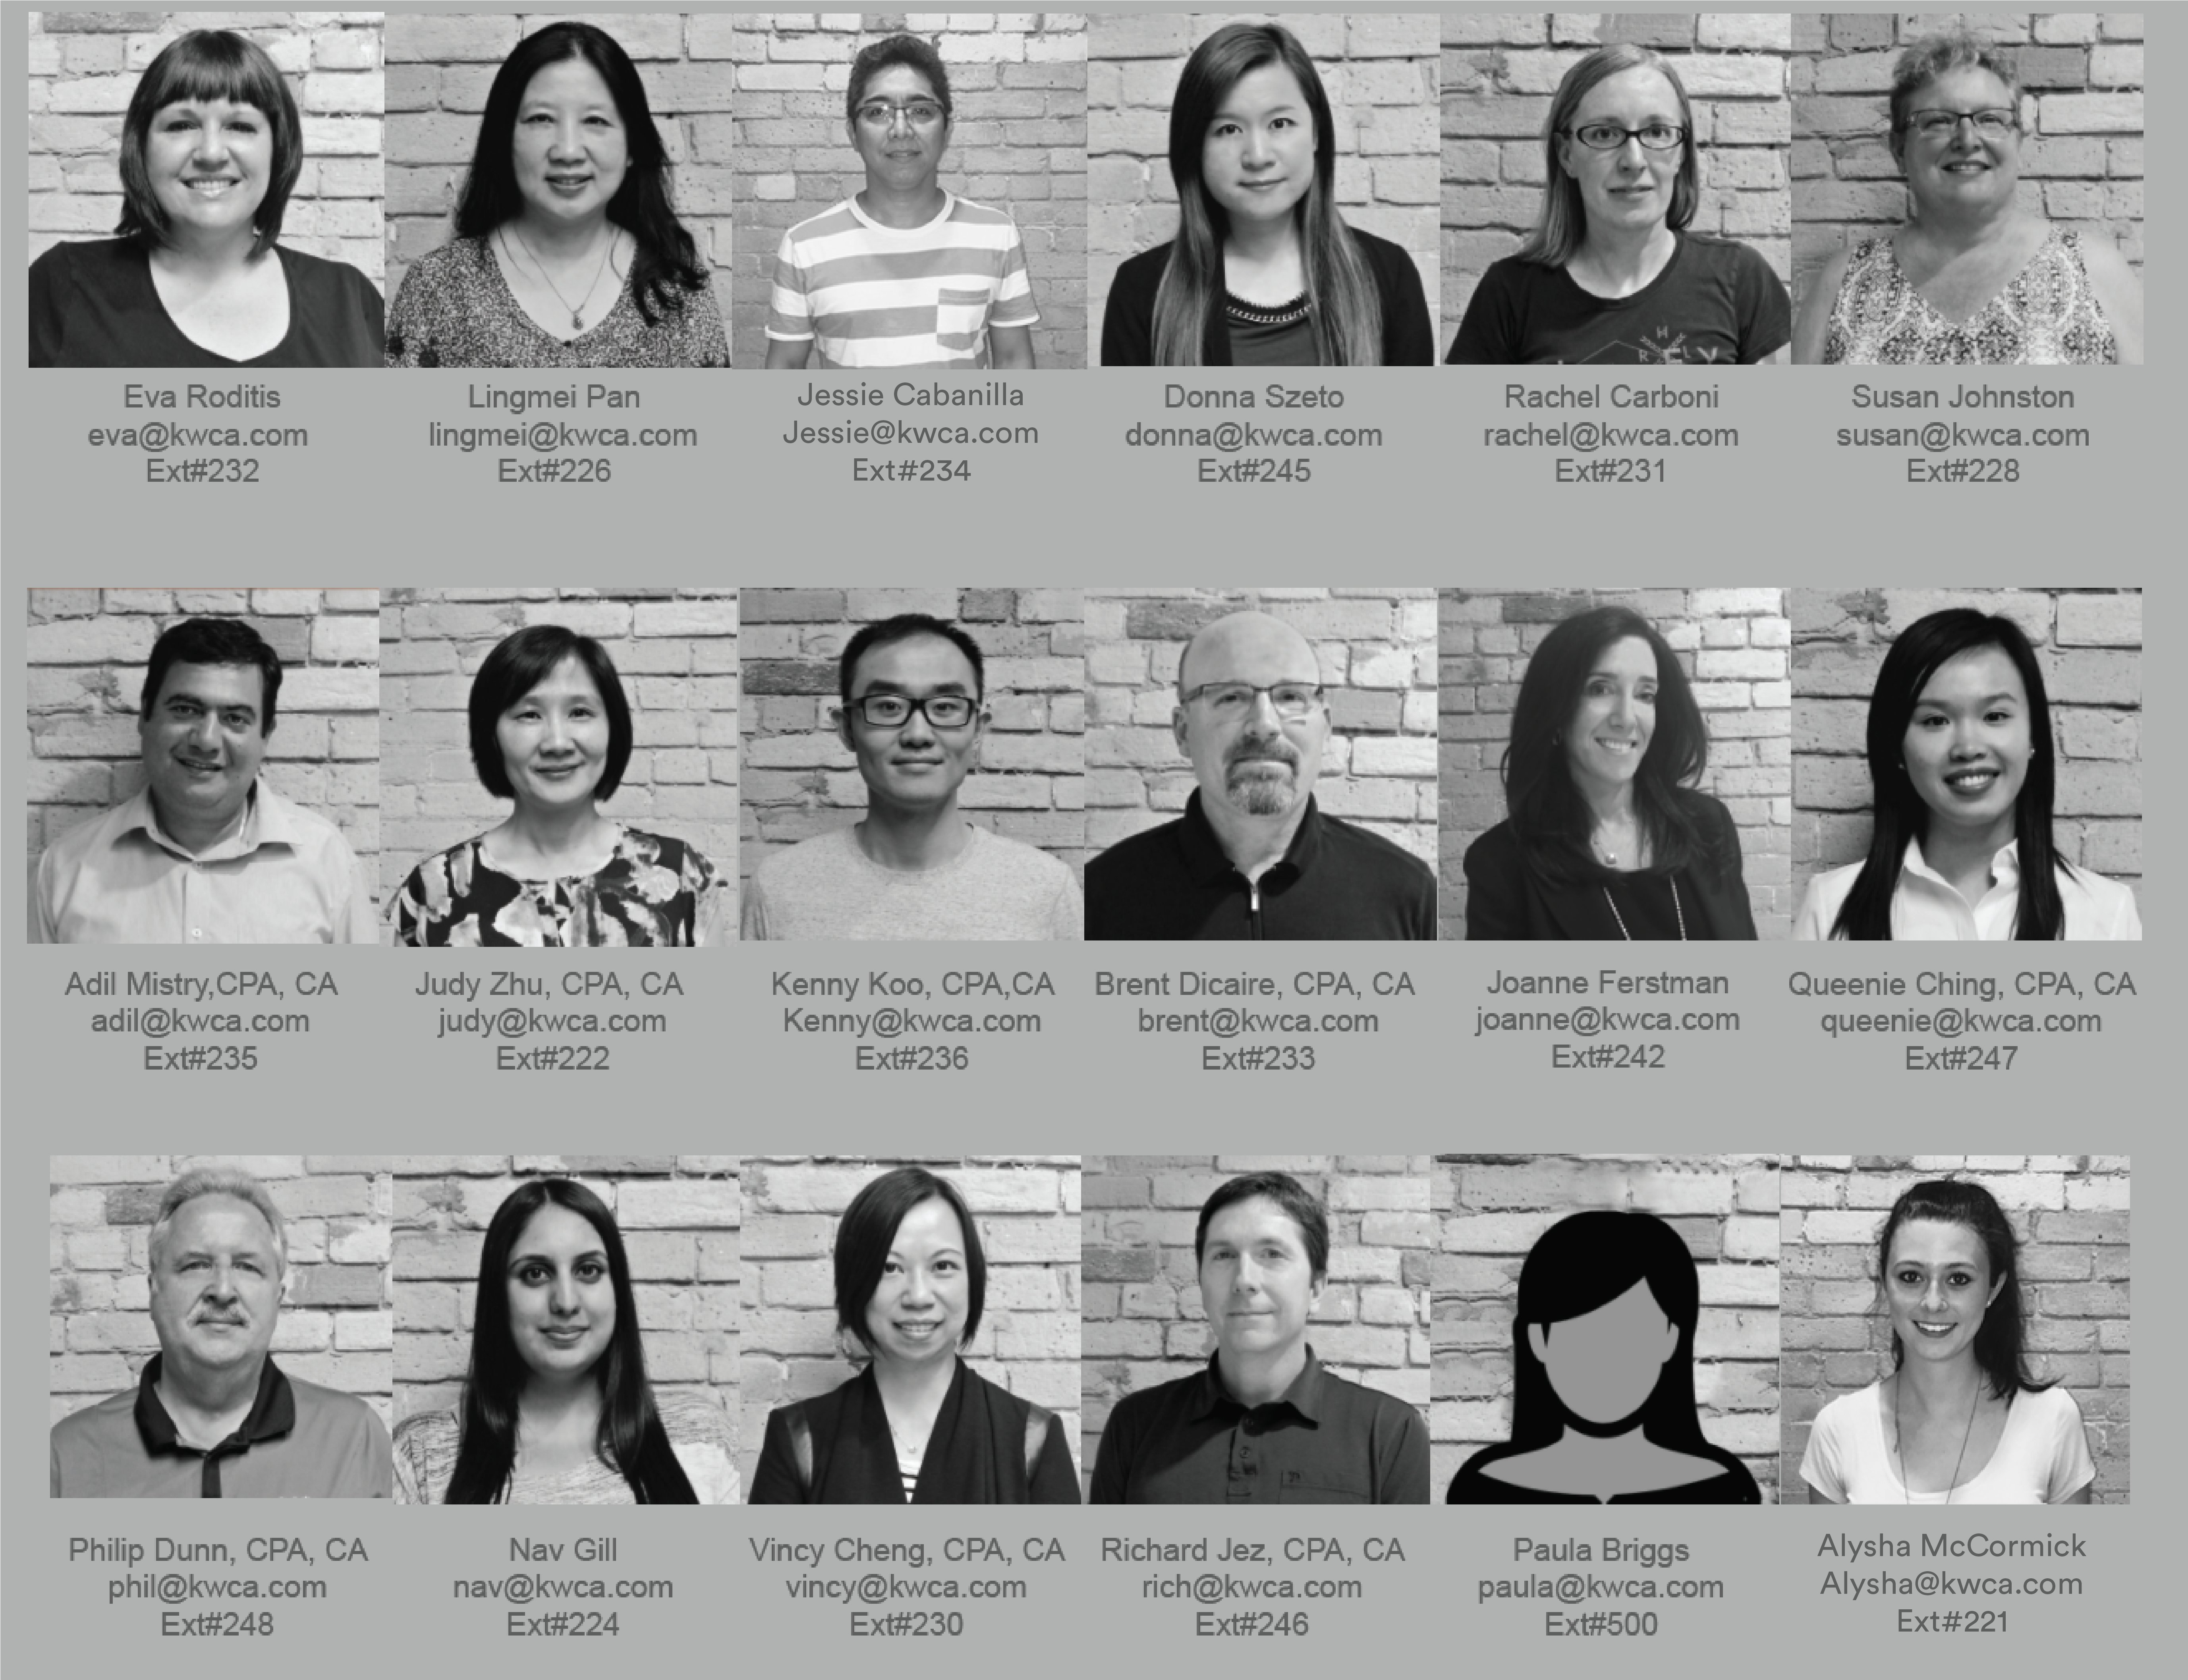 Eva Roditis
eva@kwca.com
Ext#232
Lingmei Pan
lingmei@kwca.com
Ext#226
Jessie Cabanilla
Jessie@kwca.com
Ext#234
Donna Szeto
donna@kwca.com
Ext#245
Rachel Carboni
rachel@kwca.com
Ext#231
Susan Johnston
susan@kwca.com
Ext#228
Adil Mistry,CPA, CA
adil@kwca.com
Ext#235
Judy Zhu, CPA, CA
judy@kwca.com
Ext#222
Kenny Koo, CPA,CA
Kenny@kwca.com
Ext#236
Brent Dicaire, CPA, CA
brent@kwca.com
Ext#233
Joanne Ferstman
joanne@kwca.com
Ext#242
Queenie Ching, CPA, CA
queenie@kwca.com
Ext#247
Philip Dunn, CPA, CA
phil@kwca.com
Ext#248
Nav Gill
nav@kwca.com
Ext#224
Vincy Cheng, CPA, CA
vincy@kwca.com
Ext#230
Richard Jez, CPA, CA
rich@kwca.com
Ext#246
Paula Briggs
paula@kwca.com
Ext#500
Alysha McCormick
Alysha@kwca.com
Ext#221